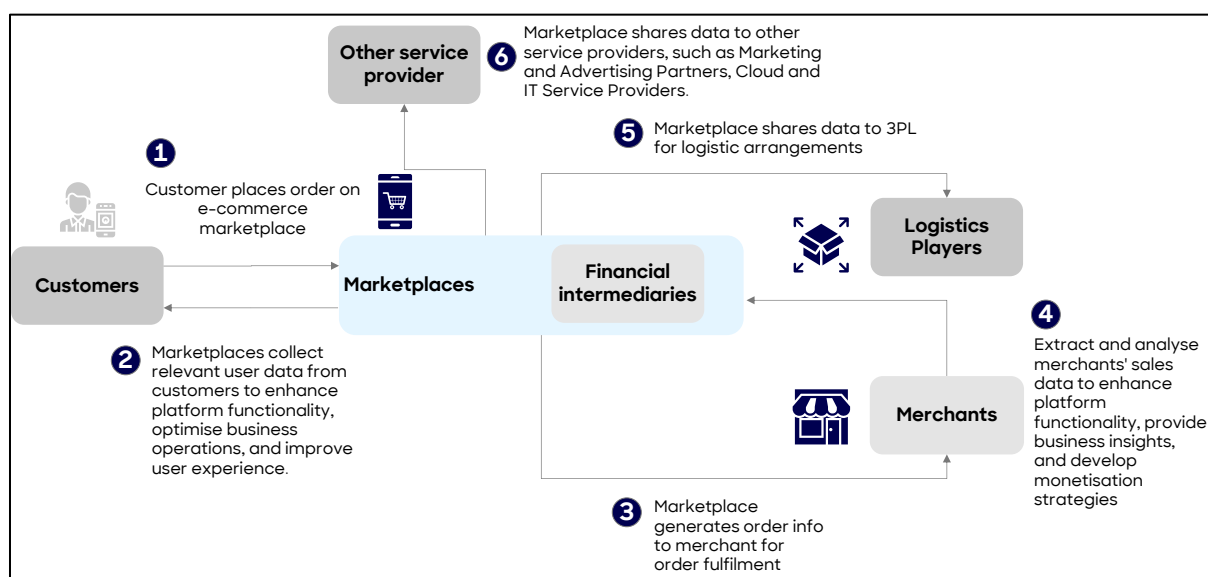 Other service
provider
6
Marketplace shares data to other
service providers, such as Marketing
and Advertising Partners, Cloud and
IT Service Providers.
5
Marketplace shares data to 3PL
for logistic arrangements
1
Customer places order on
e-commerce
marketplace
Customers
Marketplaces
Financial
intermediaries
Logistics
Players
2
Marketplaces collect
relevant user data from
customers to enhance
platform functionality,
optimise business
operations, and improve
user experience.
4
Extract and analyse
merchants' sales
data to enhance
platform
functionality, provide
business insights,
and develop
monetisation
strategies
Merchants
3
Marketplace
generates order info
to merchant for
order fulfilment